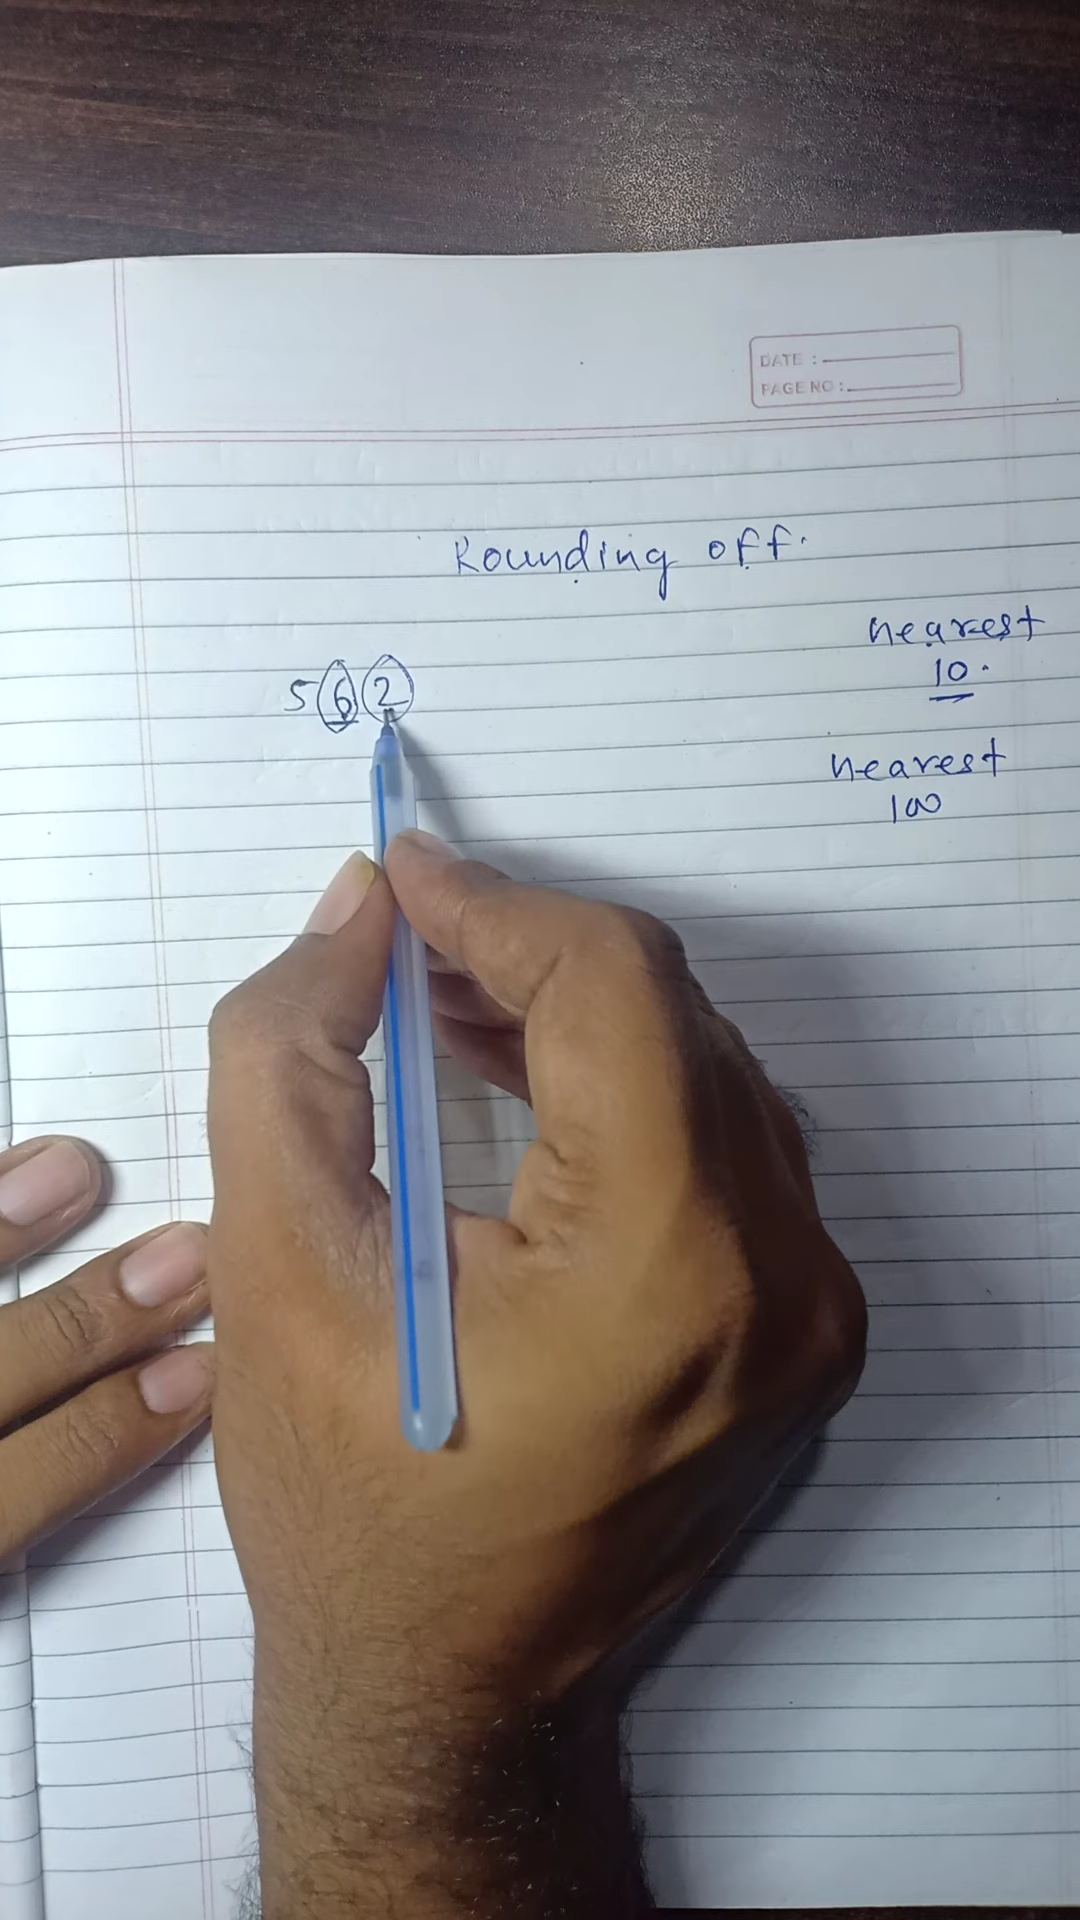 DATE :
PAGE NO :
Rounding off.
nearest
10.
562
nearest
100